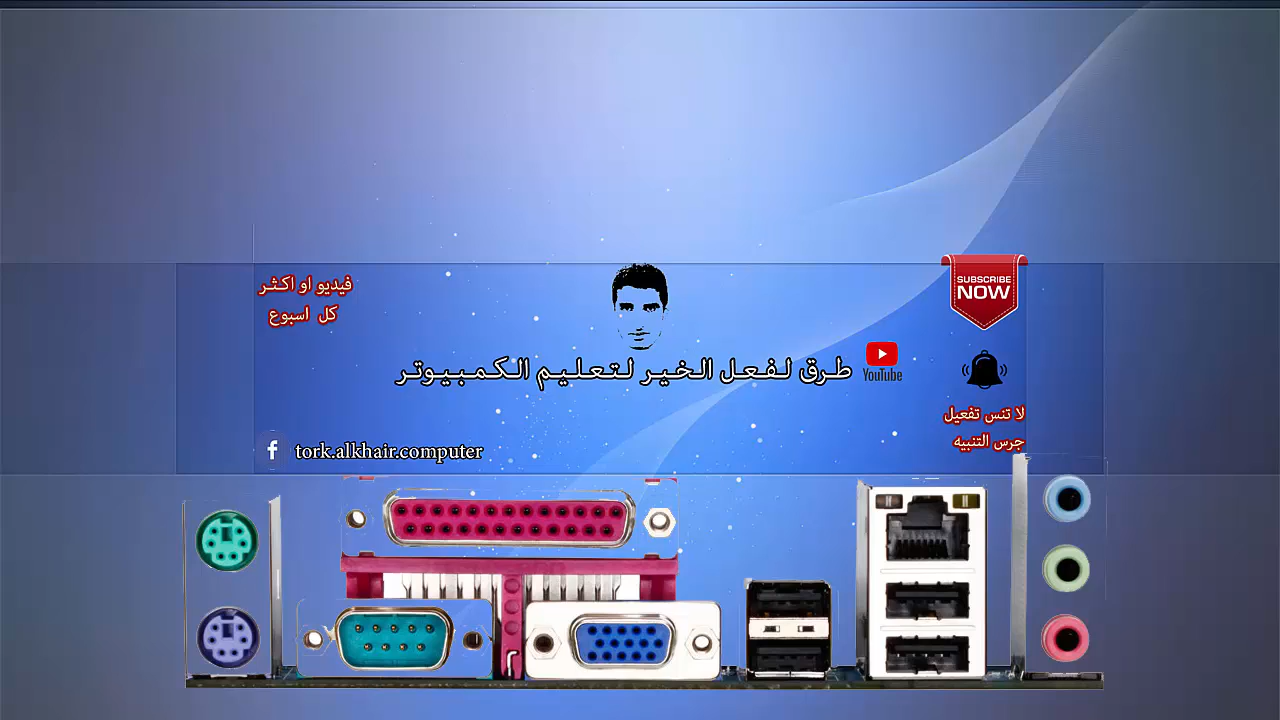 فيديو او اكثر
كل اسبوع
SUBSCRIBE
NOW
طرق لفعل الخير لتعليم الكمبيوتر
YouTube
لا تنس تفعيل
جرس التنبيه
f tork.alkhair.computer